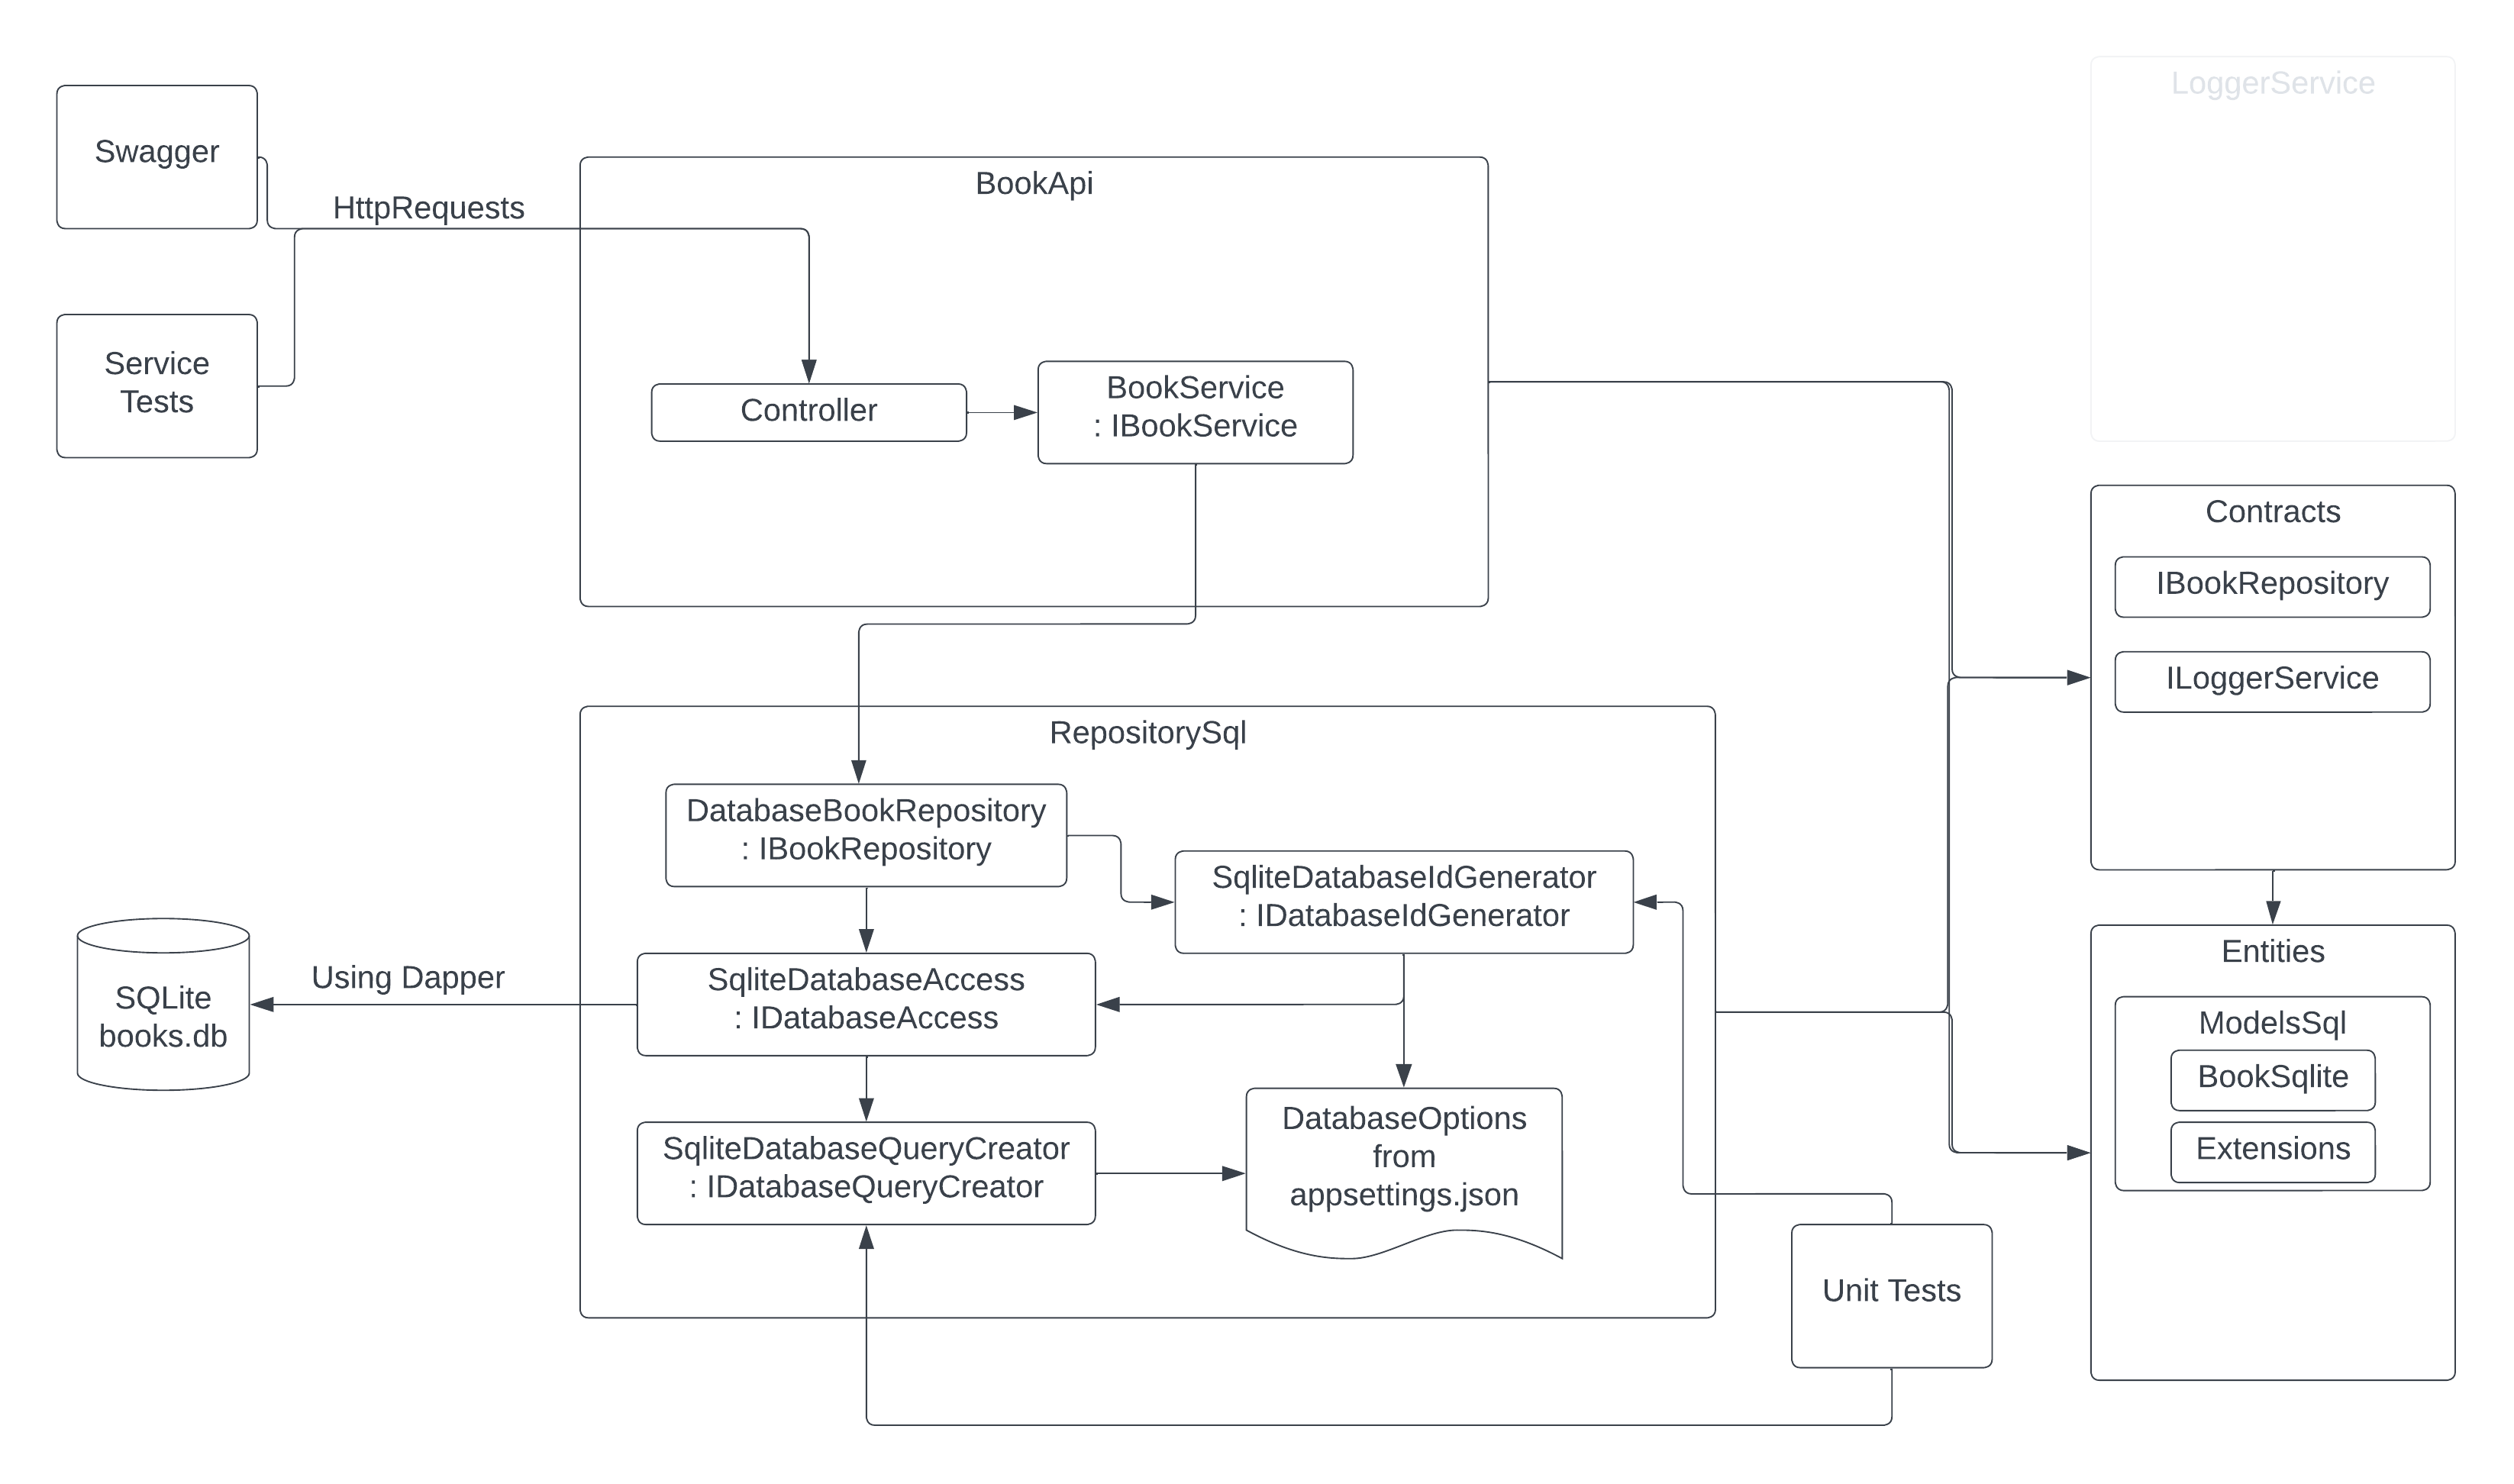 LoggerService
Swagger
HttpRequests
BookApi
Service
Tests
Controller
BookService
: IBookService
Contracts
IBookRepository
ILoggerService
RepositorySql
DatabaseBookRepository
: IBookRepository
SqliteDatabaseIdGenerator
: IDatabaseIdGenerator
SQLite
books.db
Using Dapper
SqliteDatabaseAccess
: IDatabaseAccess
Entities
ModelsSql
BookSqlite
Extensions
SqliteDatabaseQueryCreator
: IDatabaseQueryCreator
DatabaseOptions
from
appsettings.json
Unit Tests